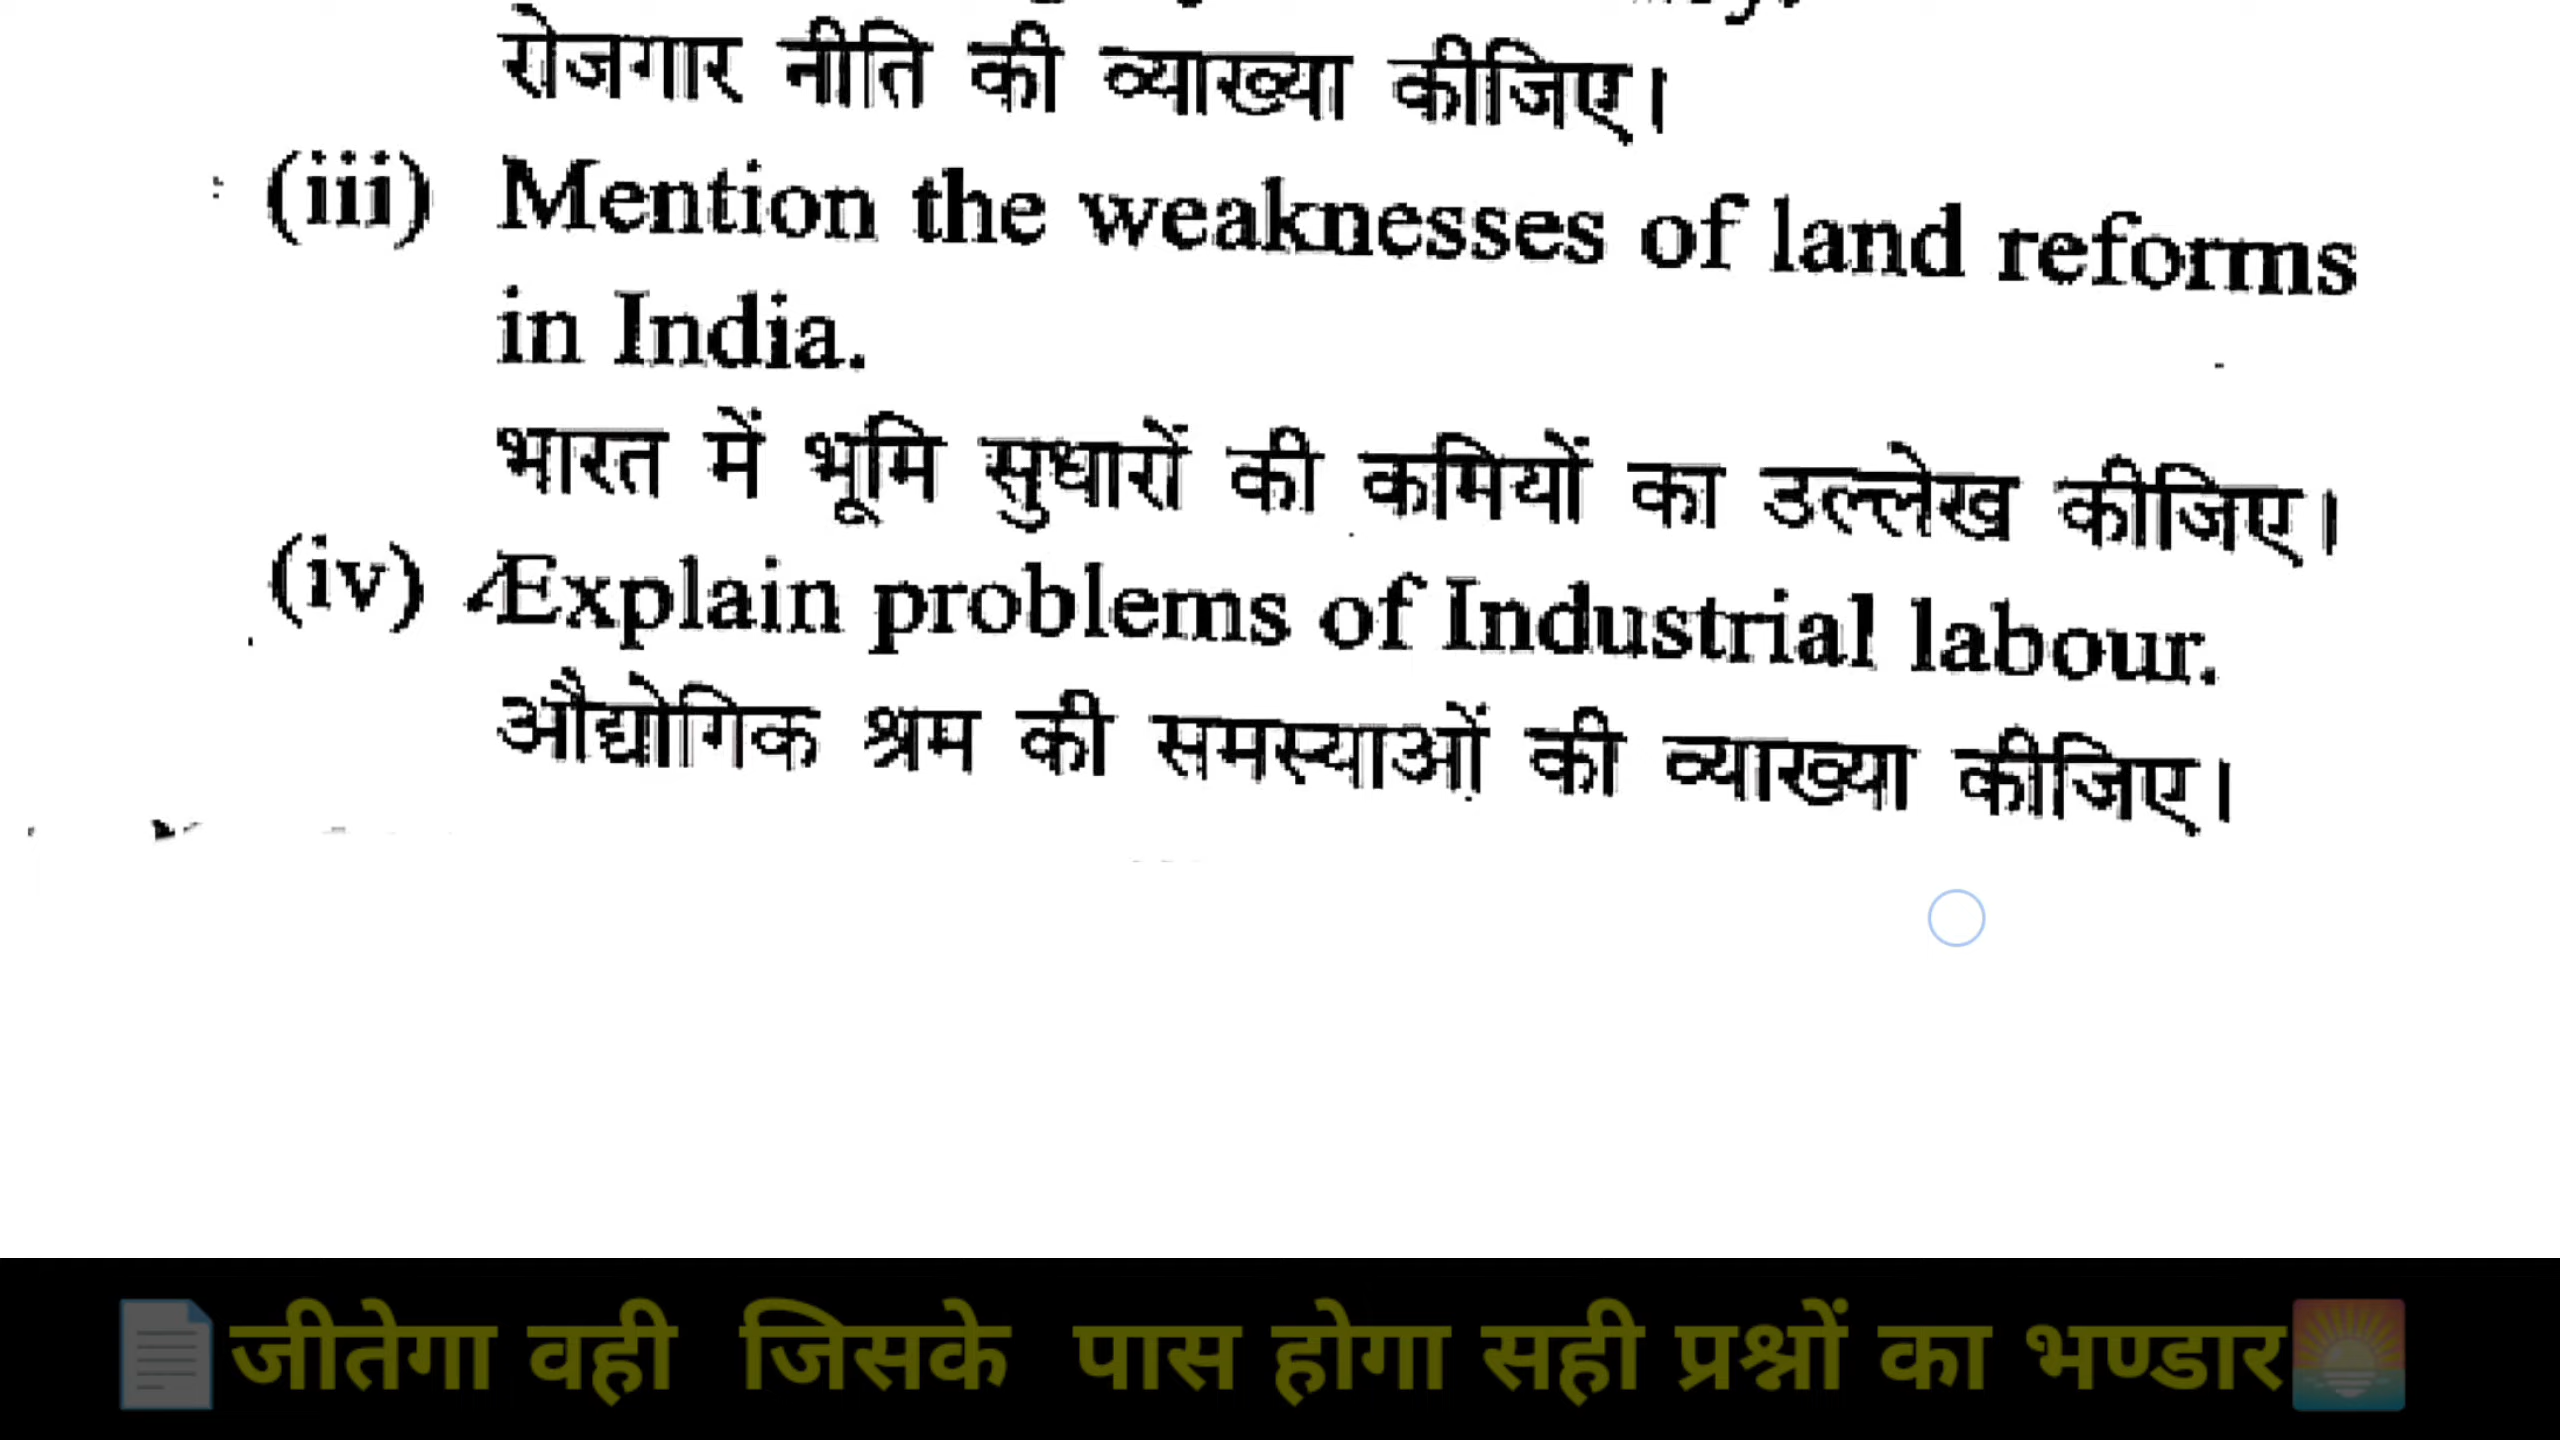 रोजगार नीति की व्याख्या कीजिए।
(iii) Mention the weaknesses of land reforms
in India.
भारत में भूमि सुधारों की कमियों का उल्लेख कीजिए।
(iv) Explain problems of Industrial labour.
औद्योगिक श्रम की समस्याओं की व्याख्या कीजिए।
जीतेगा वही जिसके पास होगा सही प्रश्नों का भण्डार